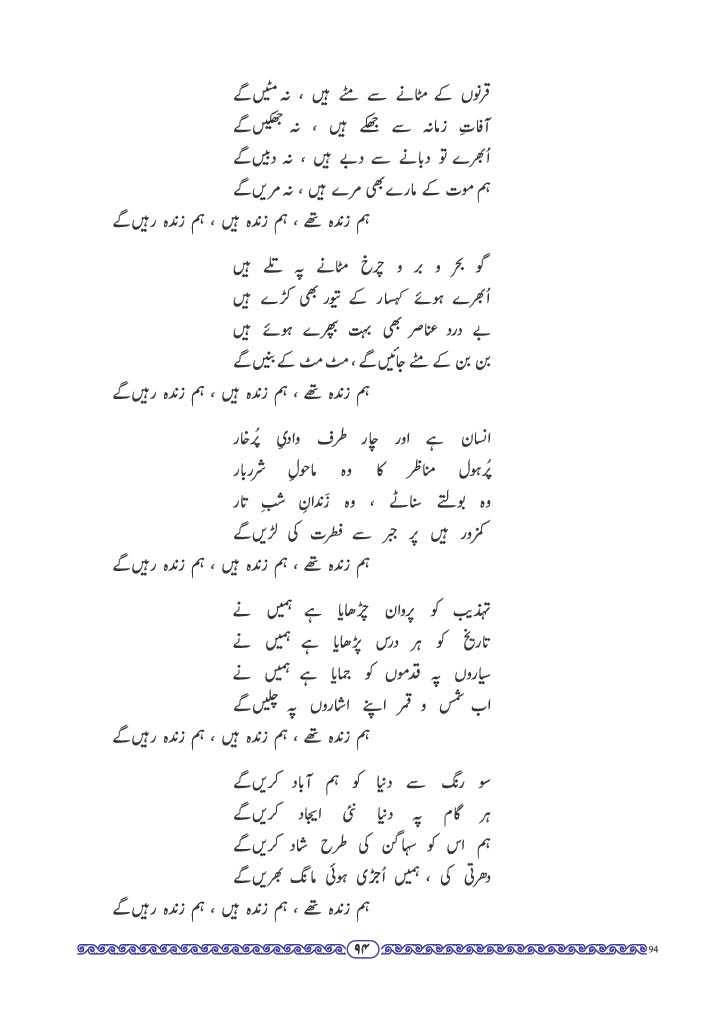 قرنوں کے مٹانے سے مٹے ہیں ، نہ مٹیں گے
آفاتِ زمانہ سے جھکے ہیں ، نہ جھکیں گے
اُبھرے تو دبانے سے دبے ہیں ، نہ دبیں گے
ہم موت کے مارے بھی مرے ہیں ، نہ مریں گے
ہم زندہ تھے ، ہم زندہ ہیں ، ہم زندہ رہیں گے
گو بحر و بر و چرخ مٹانے پہ تلے ہیں
اُبھرے ہوئے کہسار کے تیور بھی کڑے ہیں
بے درد عناصر بھی بہت بپھرے ہوئے ہیں
بن بن کے مٹے جائیں گے ، مٹ مٹ کے بنیں گے
ہم زندہ تھے ، ہم زندہ ہیں ، ہم زندہ رہیں گے
انسان ہے اور چار طرف وادیِ پُرخار
پُرہول مناظر کا وہ ماحولِ شرربار
وہ بولتے سناٹے ، وہ زَندانِ شبِ تار
کمزور ہیں پر جبر سے فطرت کی لڑیں گے
ہم زندہ تھے ، ہم زندہ ہیں ، ہم زندہ رہیں گے
تہذیب کو پروان چڑھایا ہے ہمیں نے
تاریخ کو ہر درس پڑھایا ہے ہمیں نے
سیاروں پہ قدموں کو جمایا ہے ہمیں نے
اب شمس و قمر اپنے اشاروں پہ چلیں گے
ہم زندہ تھے ، ہم زندہ ہیں ، ہم زندہ رہیں گے
سو رنگ سے دنیا کو ہم آباد کریں گے
ہر گام پہ دنیا نئی ایجاد کریں گے
ہم اس کو سہاگن کی طرح شاد کریں گے
دھرتی کی ، ہمیں اُجڑی ہوئی مانگ بھریں گے
ہم زندہ تھے ، ہم زندہ ہیں ، ہم زندہ رہیں گے
۹۴
94